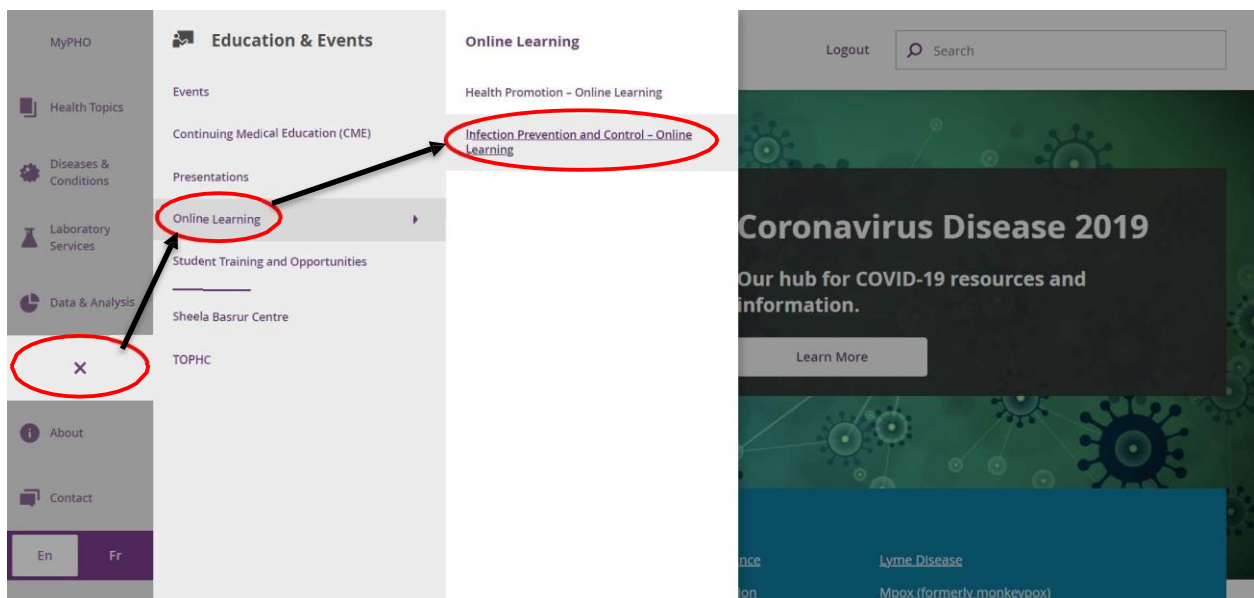 MyPHO
Health Topics
Diseases &
Conditions
Laboratory
Services
Data & Analysis
About
Contact
En
Fr
Education & Events
Events
Continuing Medical Education (CME)
Presentations
Online Learning
Student Training and Opportunities
Sheela Basrur Centre
TOPHC
Online Learning
Health Promotion – Online Learning
Infection Prevention and Control – Online
Learning
Logout
Search
Coronavirus Disease 2019
Our hub for COVID-19 resources and
information.
Learn More
Lyme Disease
Mpox (formerly monkeypox)